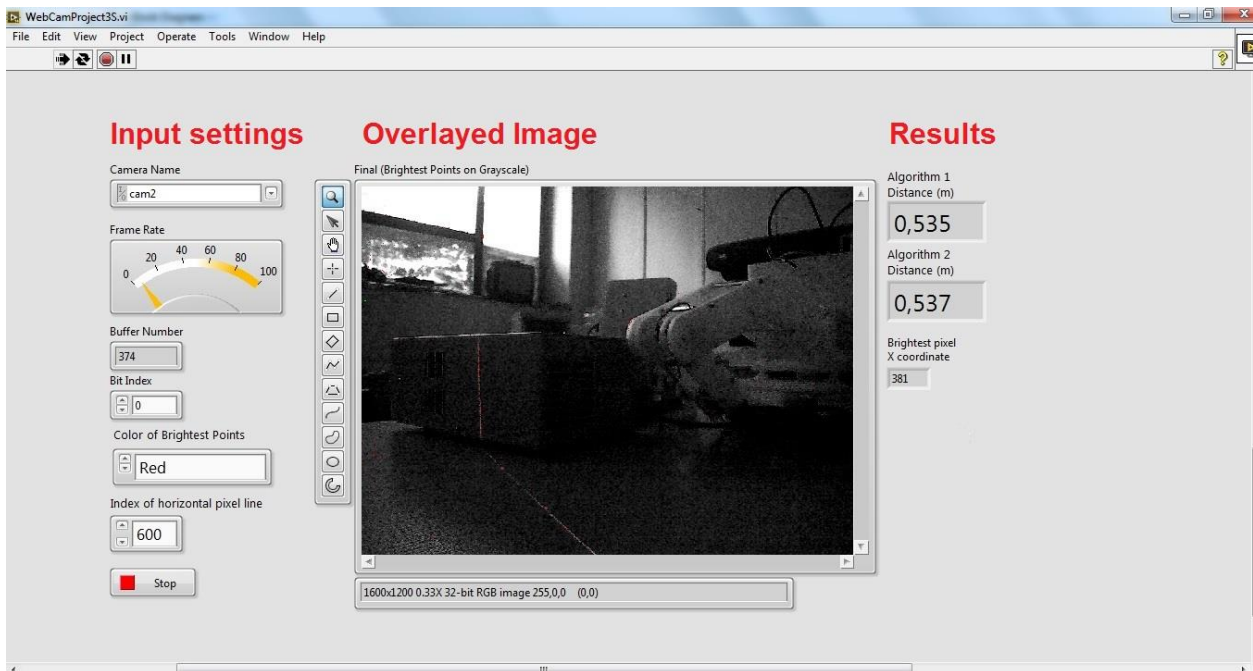 WebCamProject3S.vi
File Edit View Project Operate Tools Window Help
Input settings
Overlayed Image
Results
Camera Name
cam2
Frame Rate
0 20 40 60 80 100
Buffer Number
374
Bit Index
0
Color of Brightest Points
Red
Index of horizontal pixel line
600
Stop
Final (Brightest Points on Grayscale)
1600x1200 0.33X 32-bit RGB image 255,0,0 (0,0)
Algorithm 1
Distance (m)
0,535
Algorithm 2
Distance (m)
0,537
Brightest pixel
X coordinate
381